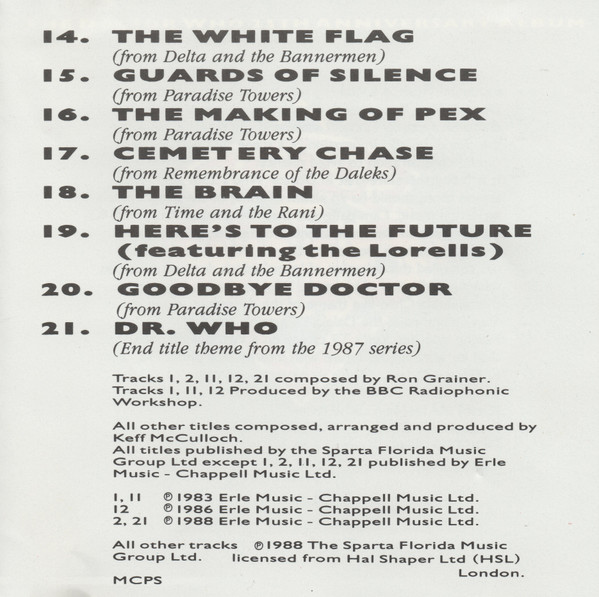 14. THE WHITE FLAG
(from Delta and the Bannermen)
15. GUARDS OF SILENCE
(from Paradise Towers)
16. THE MAKING OF PEX
(from Paradise Towers)
17. CEMETERY CHASE
(from Remembrance of the Daleks)
18. THE BRAIN
(from Time and the Rani)
19. HERE'S TO THE FUTURE
(featuring the Lorells)
(from Delta and the Bannermen)
20. GOODBYE DOCTOR
(from Paradise Towers)
21. DR. WHO
(End title theme from the 1987 series)
Tracks 1, 2, 11, 12, 21 composed by Ron Grainer.
Tracks 1, 11, 12 Produced by the BBC Radiophonic
Workshop.
All other titles composed, arranged and produced by
Keff McCulloch.
All titles published by the Sparta Florida Music
Group Ltd except 1, 2, 11, 12, 21 published by Erle
Music - Chappell Music Ltd.
1, 11 ℗1983 Erle Music - Chappell Music Ltd.
12 ℗1986 Erle Music - Chappell Music Ltd.
2, 21 ℗1988 Erle Music - Chappell Music Ltd.
All other tracks ℗1988 The Sparta Florida Music
Group Ltd. licensed from Hal Shaper Ltd (HSL)
London.
MCPS